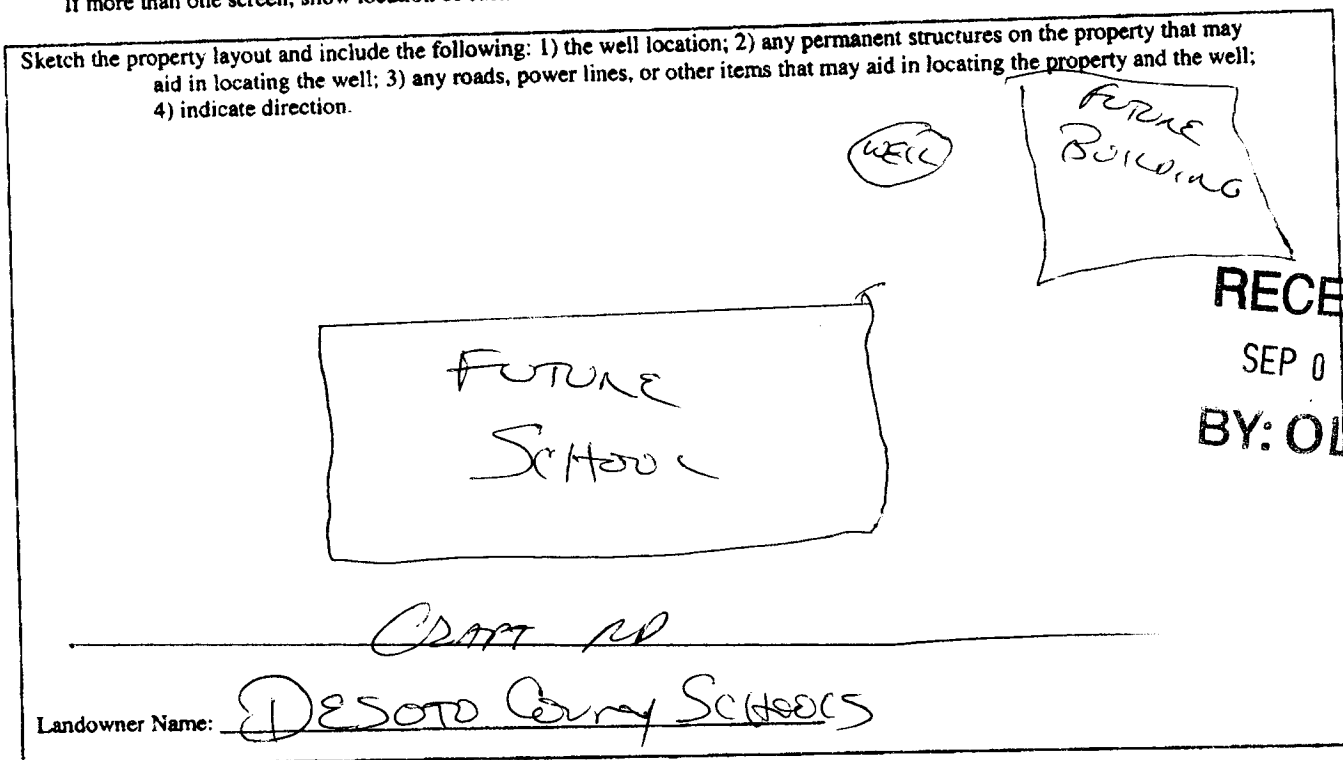 If more than one screen, show location of
Sketch the property layout and include the following: 1) the well location; 2) any permanent structures on the property that may
aid in locating the well; 3) any roads, power lines, or other items that may aid in locating the property and the well;
4) indicate direction.
WELL
FUTURE
BUILDING
RECE
SEP 0
BY: OL
FUTURE
SCHOOL
CRAFT RD
Landowner Name: DESOTO County SCHOOLS